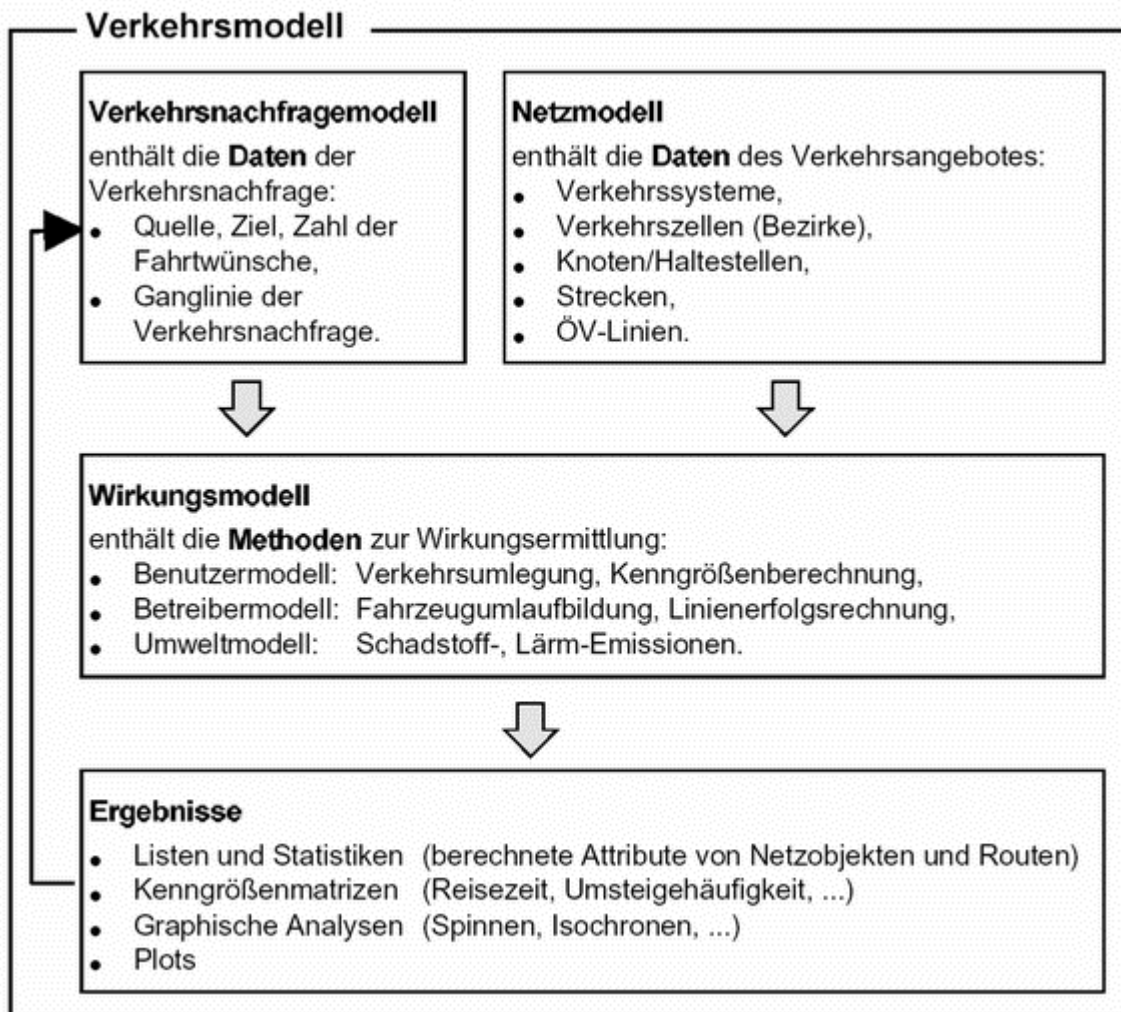 Verkehrsmodell
Verkehrsnachfragemodell
enthält die Daten der
Verkehrsnachfrage:
• Quelle, Ziel, Zahl der
Fahrtwünsche,
• Ganglinie der
Verkehrsnachfrage.
Netzmodell
enthält die Daten des Verkehrsangebotes:
• Verkehrssysteme,
• Verkehrszellen (Bezirke),
• Knoten/Haltestellen,
• Strecken,
• ÖV-Linien.
Wirkungsmodell
enthält die Methoden zur Wirkungsermittlung:
• Benutzermodell: Verkehrsumlegung, Kenngrößenberechnung,
• Betreibermodell: Fahrzeugumlaufbildung, Linienerfolgsrechnung,
• Umweltmodell: Schadstoff-, Lärm-Emissionen.
Ergebnisse
• Listen und Statistiken (berechnete Attribute von Netzobjekten und Routen)
• Kenngrößenmatrizen (Reisezeit, Umsteigehäufigkeit, ...)
• Graphische Analysen (Spinnen, Isochronen, ...)
• Plots